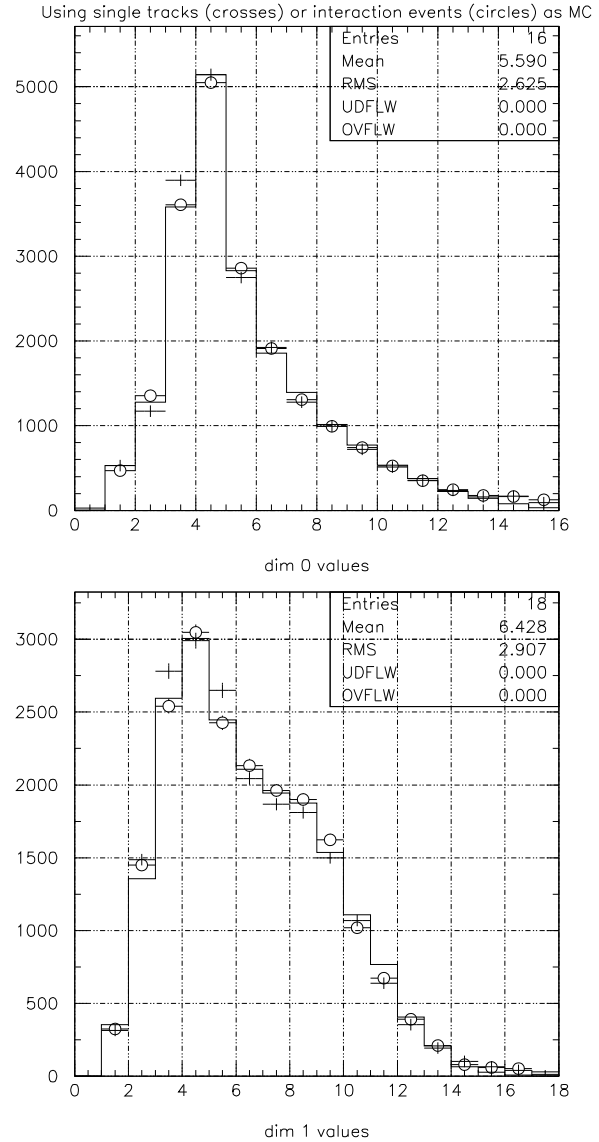 Using single tracks (crosses) or interaction events (circles) as MC
Entries 16
Mean 5.590
RMS 2.625
UDFLW 0.000
OVFLW 0.000
5000
4000
3000
2000
1000
0
0 2 4 6 8 10 12 14 16
dim 0 values
Entries 18
Mean 6.428
RMS 2.907
UDFLW 0.000
OVFLW 0.000
3000
2500
2000
1500
1000
500
0
0 2 4 6 8 10 12 14 16 18
dim 1 values